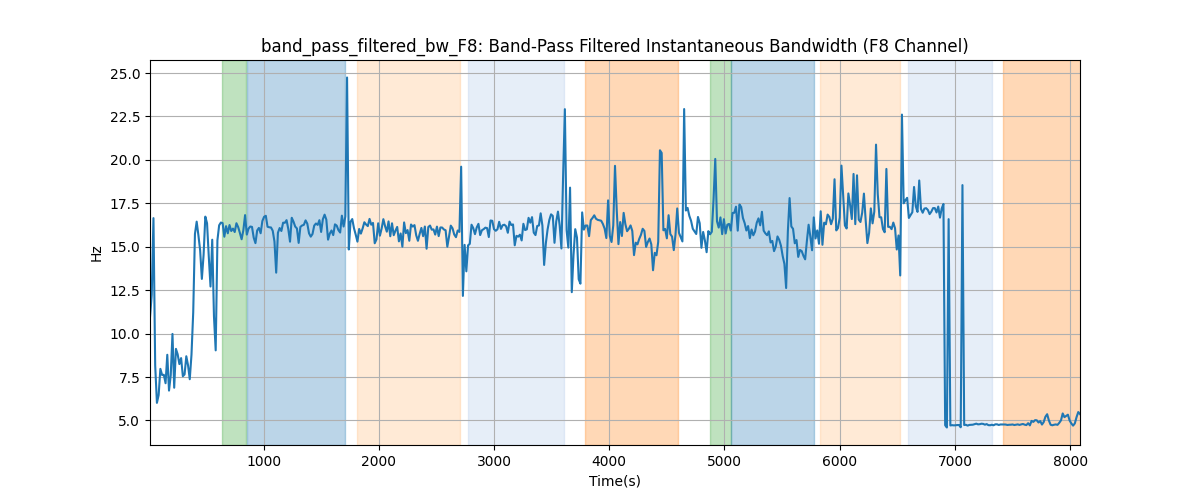 band_pass_filtered_bw_F8: Band-Pass Filtered Instantaneous Bandwidth (F8 Channel)
25.0
22.5
20.0
17.5
15.0
12.5
10.0
7.5
5.0
Hz
1000 2000 3000 4000 5000 6000 7000 8000
Time(s)